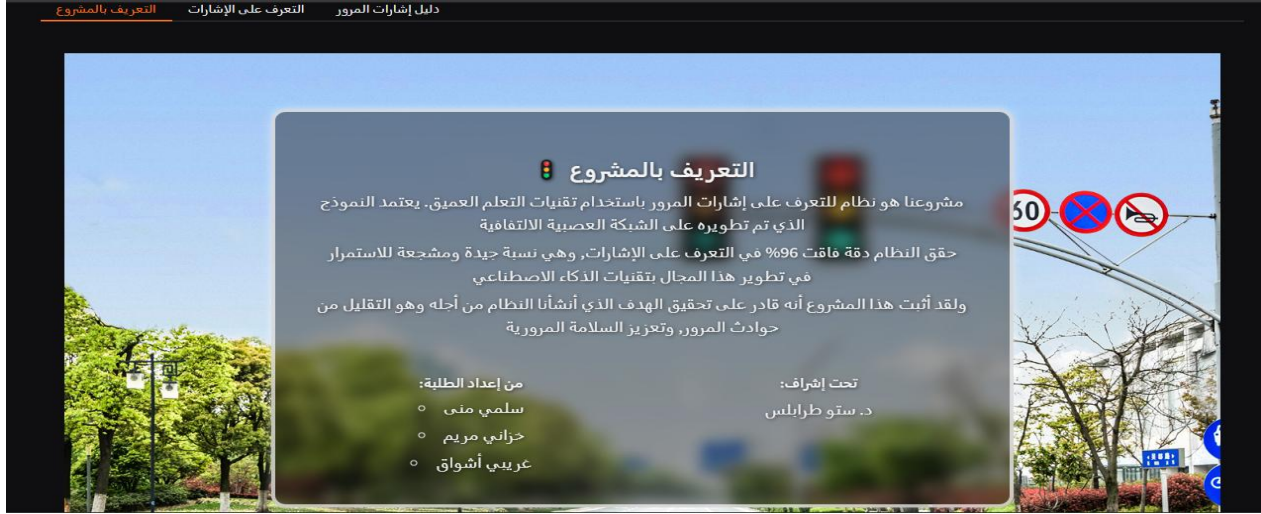 دليل إشارات المرور
التعرف على الإشارات
التعريف بالمشروع
التعريف بالمشروع
مشروعنا هو نظام للتعرف على إشارات المرور باستخدام تقنيات التعلم العميق. يعتمد النموذج
الذي تم تطويره على الشبكة العصبية الالتفافية
حقق النظام دقة فاقت 96% في التعرف على الإشارات, وهي نسبة جيدة ومشجعة للاستمرار
في تطوير هذا المجال بتقنيات الذكاء الاصطناعي
ولقد أثبت هذا المشروع أنه قادر على تحقيق الهدف الذي أنشأنا النظام من أجله وهو التقليل من
حوادث المرور, وتعزيز السلامة المرورية
تحت إشراف:
د. ستو طرابلس
من إعداد الطلبة:
سلمي منى
خزاني مريم
غريبي أشواق
60